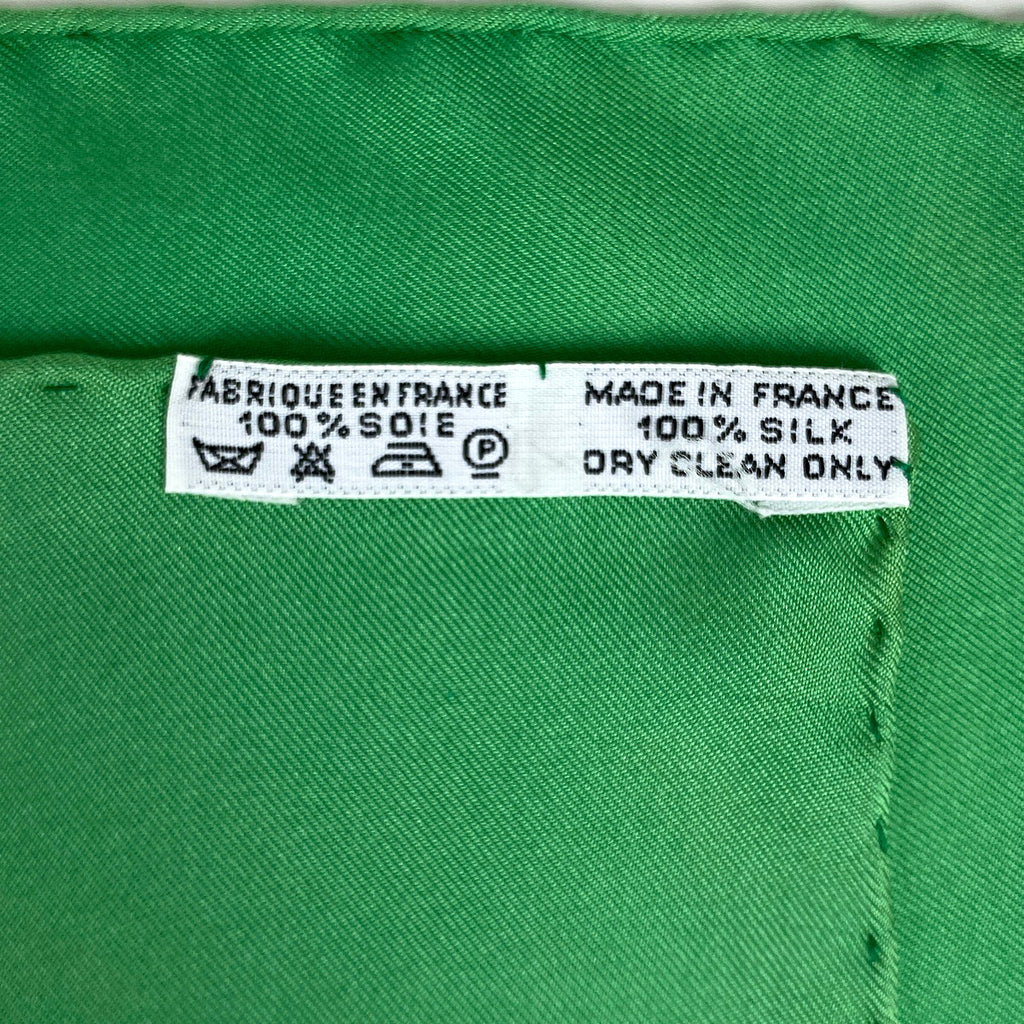 FABRIQUE EN FRANCE
100% SOIE
P
MADE IN FRANCE
100% SILK
DRY CLEAN ONLY